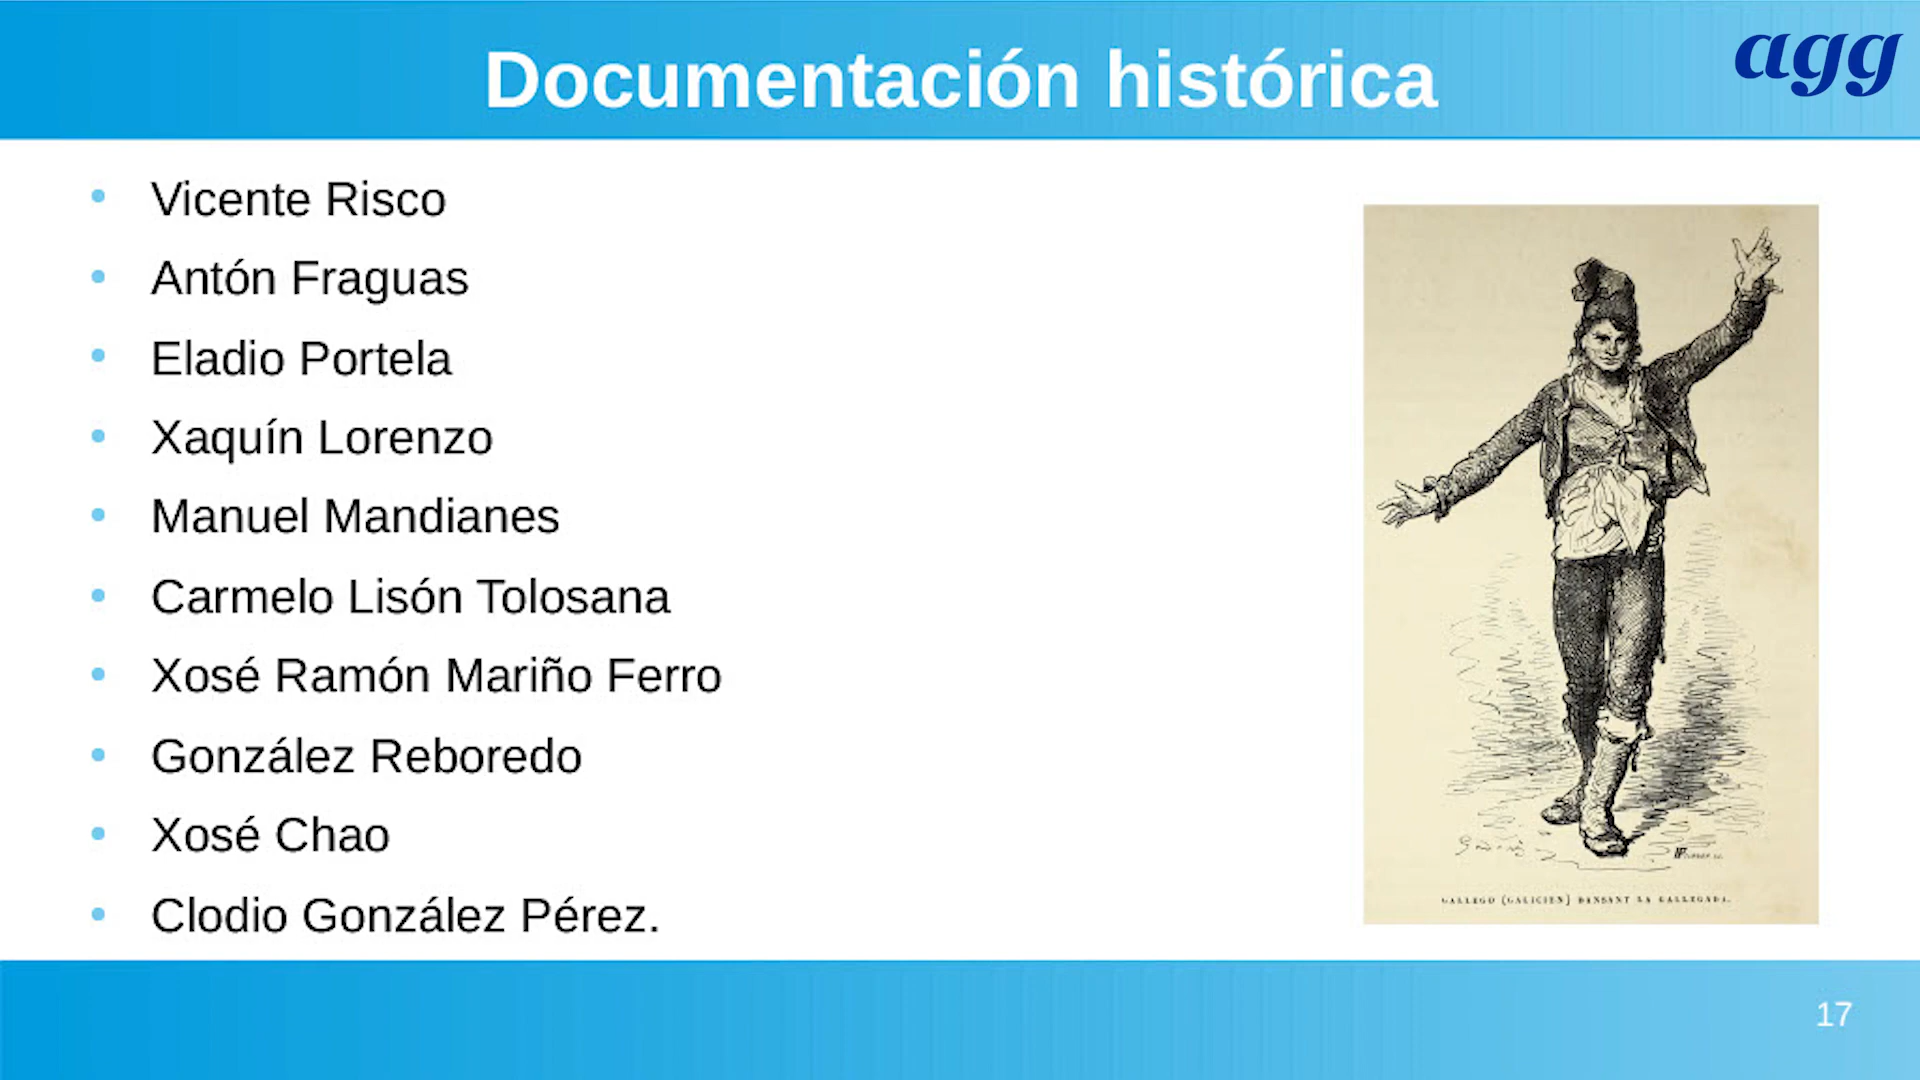 Documentación histórica
agg
Vicente Risco
Antón Fraguas
Eladio Portela
Xaquín Lorenzo
Manuel Mandianes
Carmelo Lisón Tolosana
Xosé Ramón Mariño Ferro
González Reboredo
Xosé Chao
Clodio González Pérez.
GALLEGO (GALICIEN) DANSANT LA GALLEGADA.
17